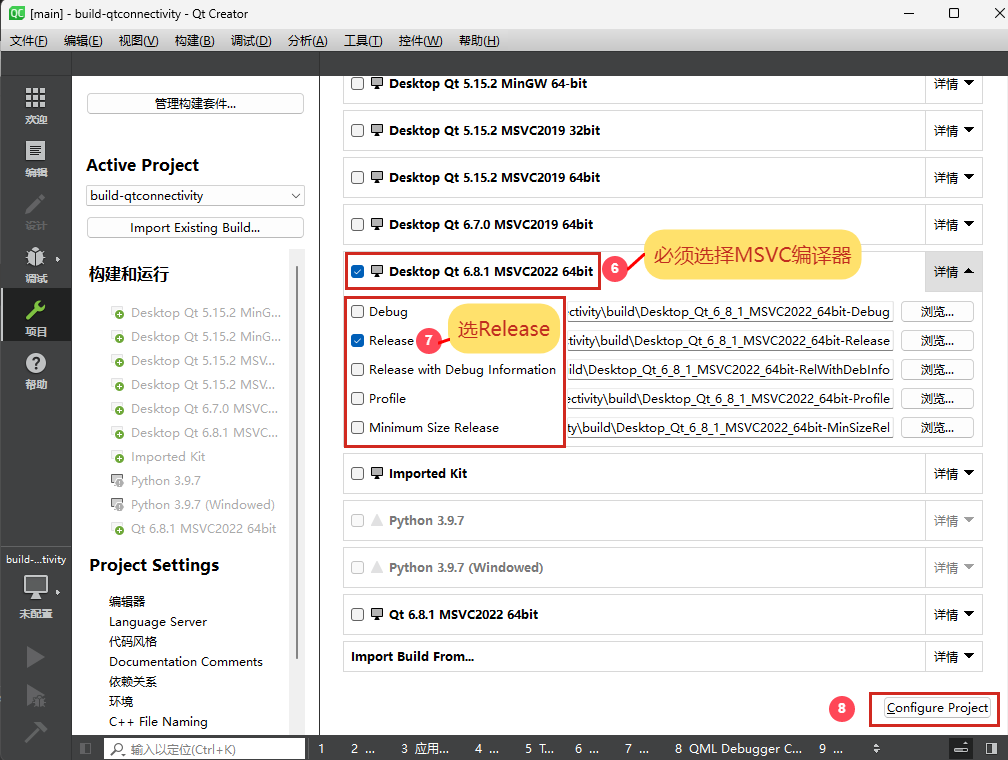 [main] - build-qtconnectivity - Qt Creator
文件(F) 编辑(E) 视图(V) 构建(B) 调试(D) 分析(A) 工具(T) 控件(W) 帮助(H)
欢迎
编辑
设计
调试
项目
帮助
build-...tivity
未配置
管理构建套件...
Active Project
build-qtconnectivity
Import Existing Build...
构建和运行
Desktop Qt 5.15.2 MinG...
Desktop Qt 5.15.2 MinG...
Desktop Qt 5.15.2 MSV...
Desktop Qt 5.15.2 MSV...
Desktop Qt 6.7.0 MSVC...
Desktop Qt 6.8.1 MSVC...
Imported Kit
Python 3.9.7
Python 3.9.7 (Windowed)
Qt 6.8.1 MSVC2022 64bit
Project Settings
编辑器
Language Server
代码风格
Documentation Comments
依赖关系
环境
C++ File Naming
Desktop Qt 5.15.2 MinGW 64-bit 详情
Desktop Qt 5.15.2 MSVC2019 32bit 详情
Desktop Qt 5.15.2 MSVC2019 64bit 详情
Desktop Qt 6.7.0 MSVC2019 64bit 详情
Desktop Qt 6.8.1 MSVC2022 64bit 6 必须选择MSVC编译器 详情
Debug ectivity\build\Desktop_Qt_6_8_1_MSVC2022_64bit-Debug 浏览...
Release 7 选Release tivity\build\Desktop_Qt_6_8_1_MSVC2022_64bit-Release 浏览...
Release with Debug Information ild\Desktop_Qt_6_8_1_MSVC2022_64bit-RelWithDebInfo 浏览...
Profile ectivity\build\Desktop_Qt_6_8_1_MSVC2022_64bit-Profile 浏览...
Minimum Size Release ty\build\Desktop_Qt_6_8_1_MSVC2022_64bit-MinSizeRel 浏览...
Imported Kit 详情
Python 3.9.7 详情
Python 3.9.7 (Windowed) 详情
Qt 6.8.1 MSVC2022 64bit 详情
Import Build From... 详情
8 Configure Project
输入以定位(Ctrl+K) 1 2 ... 3 应用... 4 ... 5 T... 6 ... 7 ... 8 QML Debugger C... 9 ...